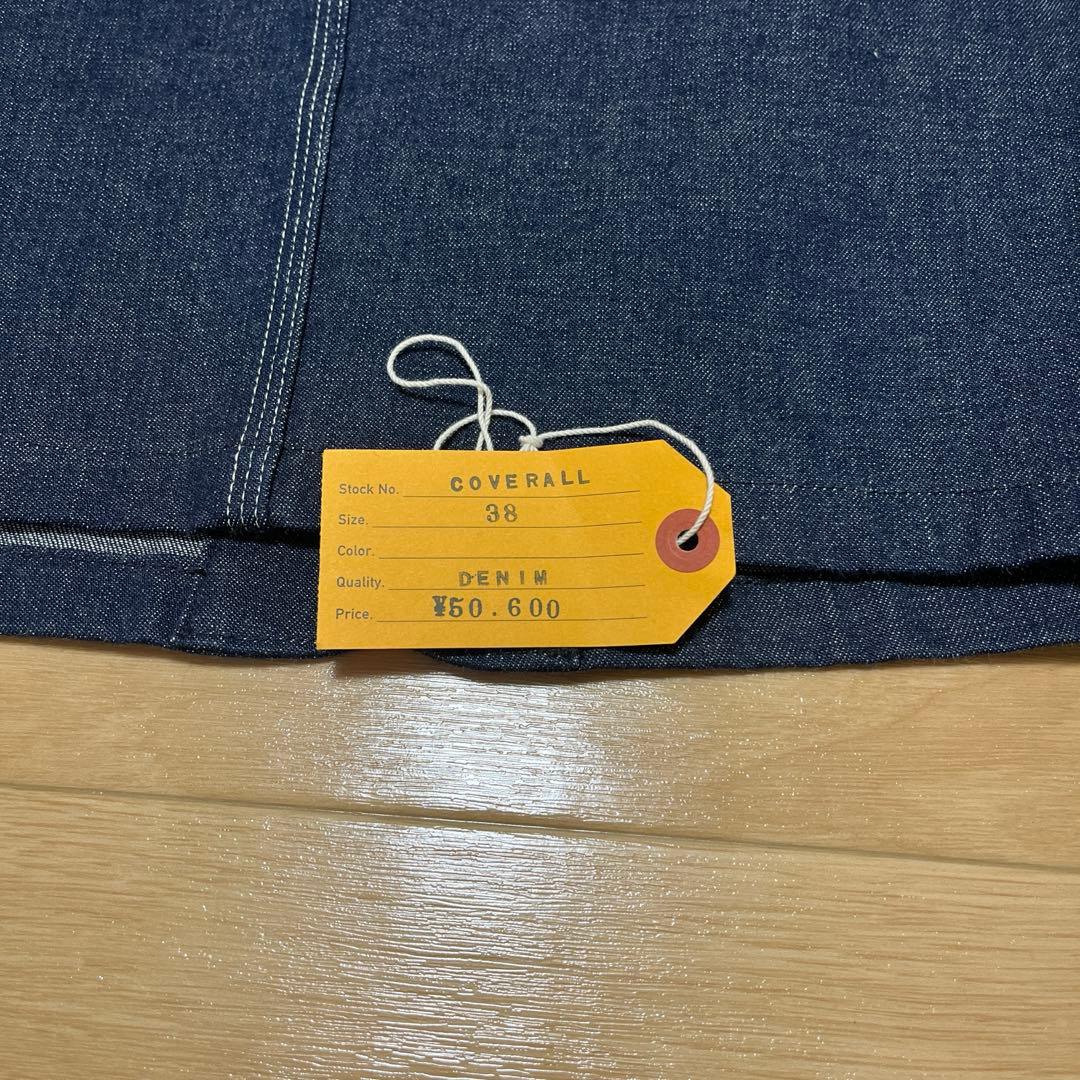 Stock No. COVERALL
Size. 38
Color.
Quality. DENIM
Price. ¥50.600